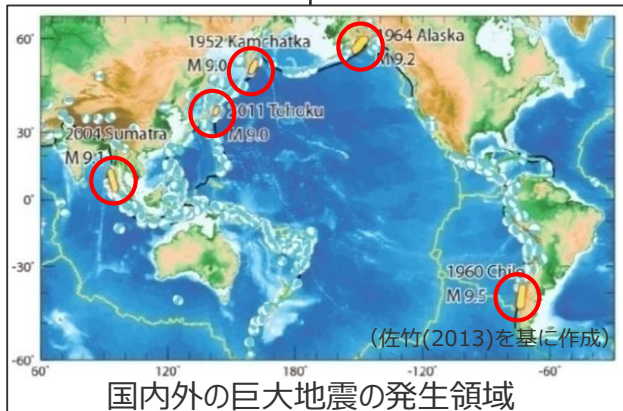 60°
1964 Alaska
M 9.2
1952 Kamchatka
M 9.0
2011 Tohoku
M 9.0
30°
2004 Sumatra
M 9.1
0°
-30°
1960 Chile
M 9.5
(佐竹(2013)を基に作成)
-60°
60°
120°
180°
-120°
-60°
国内外の巨大地震の発生領域